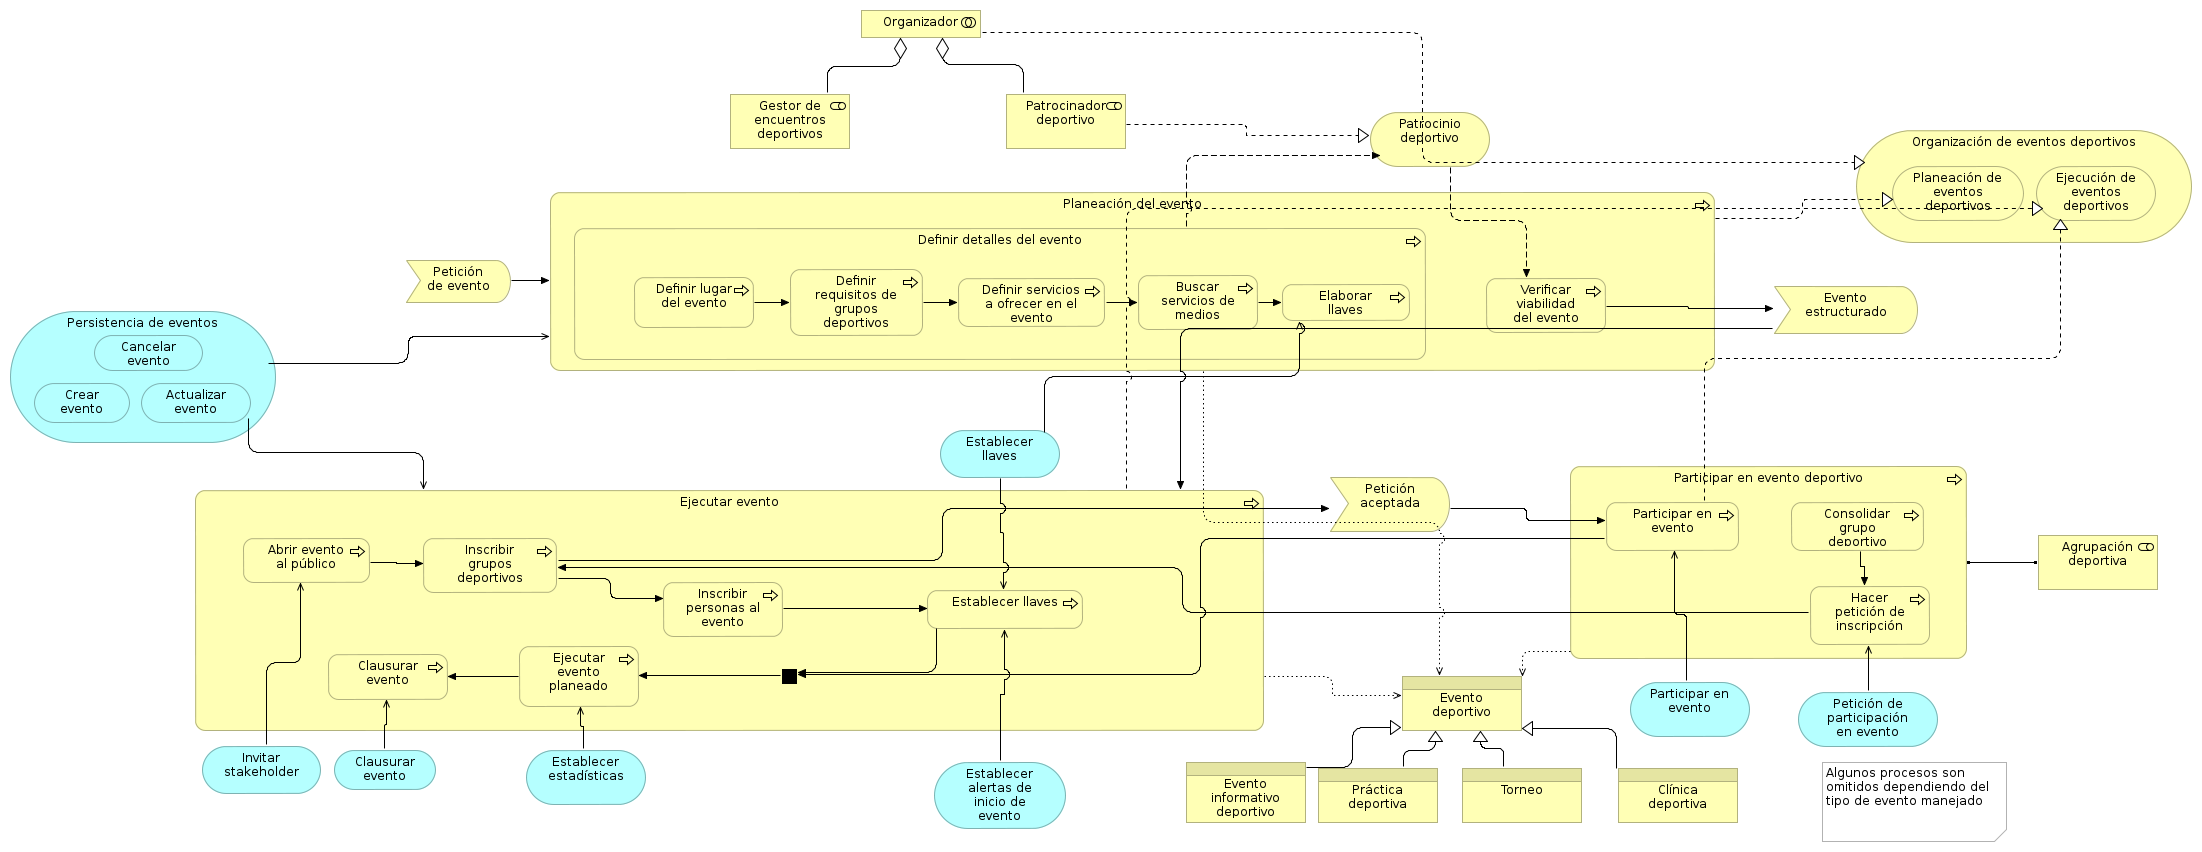 Organizador
Gestor de
encuentros
deportivos
Patrocinador
deportivo
Patrocinio
deportivo
Organización de eventos deportivos
Planeación de
eventos
deportivos
Ejecución de
eventos
deportivos
Planeación del evento
Definir detalles del evento
Petición
de evento
Definir lugar
del evento
Definir
requisitos de
grupos
deportivos
Definir servicios
a ofrecer en el
evento
Buscar
servicios de
medios
Elaborar
llaves
Verificar
viabilidad
del evento
Evento
estructurado
Persistencia de eventos
Cancelar
evento
Crear
evento
Actualizar
evento
Establecer
llaves
Ejecutar evento
Petición
aceptada
Participar en evento deportivo
Participar en
evento
Consolidar
grupo
deportivo
Agrupación
deportiva
Abrir evento
al público
Inscribir
grupos
deportivos
Inscribir
personas al
evento
Establecer llaves
Hacer
petición de
inscripción
Clausurar
evento
Ejecutar
evento
planeado
Evento
deportivo
Participar en
evento
Petición de
participación
en evento
Invitar
stakeholder
Clausurar
evento
Establecer
estadísticas
Establecer
alertas de
inicio de
evento
Evento
informativo
deportivo
Práctica
deportiva
Torneo
Clínica
deportiva
Algunos procesos son
omitidos dependiendo del
tipo de evento manejado